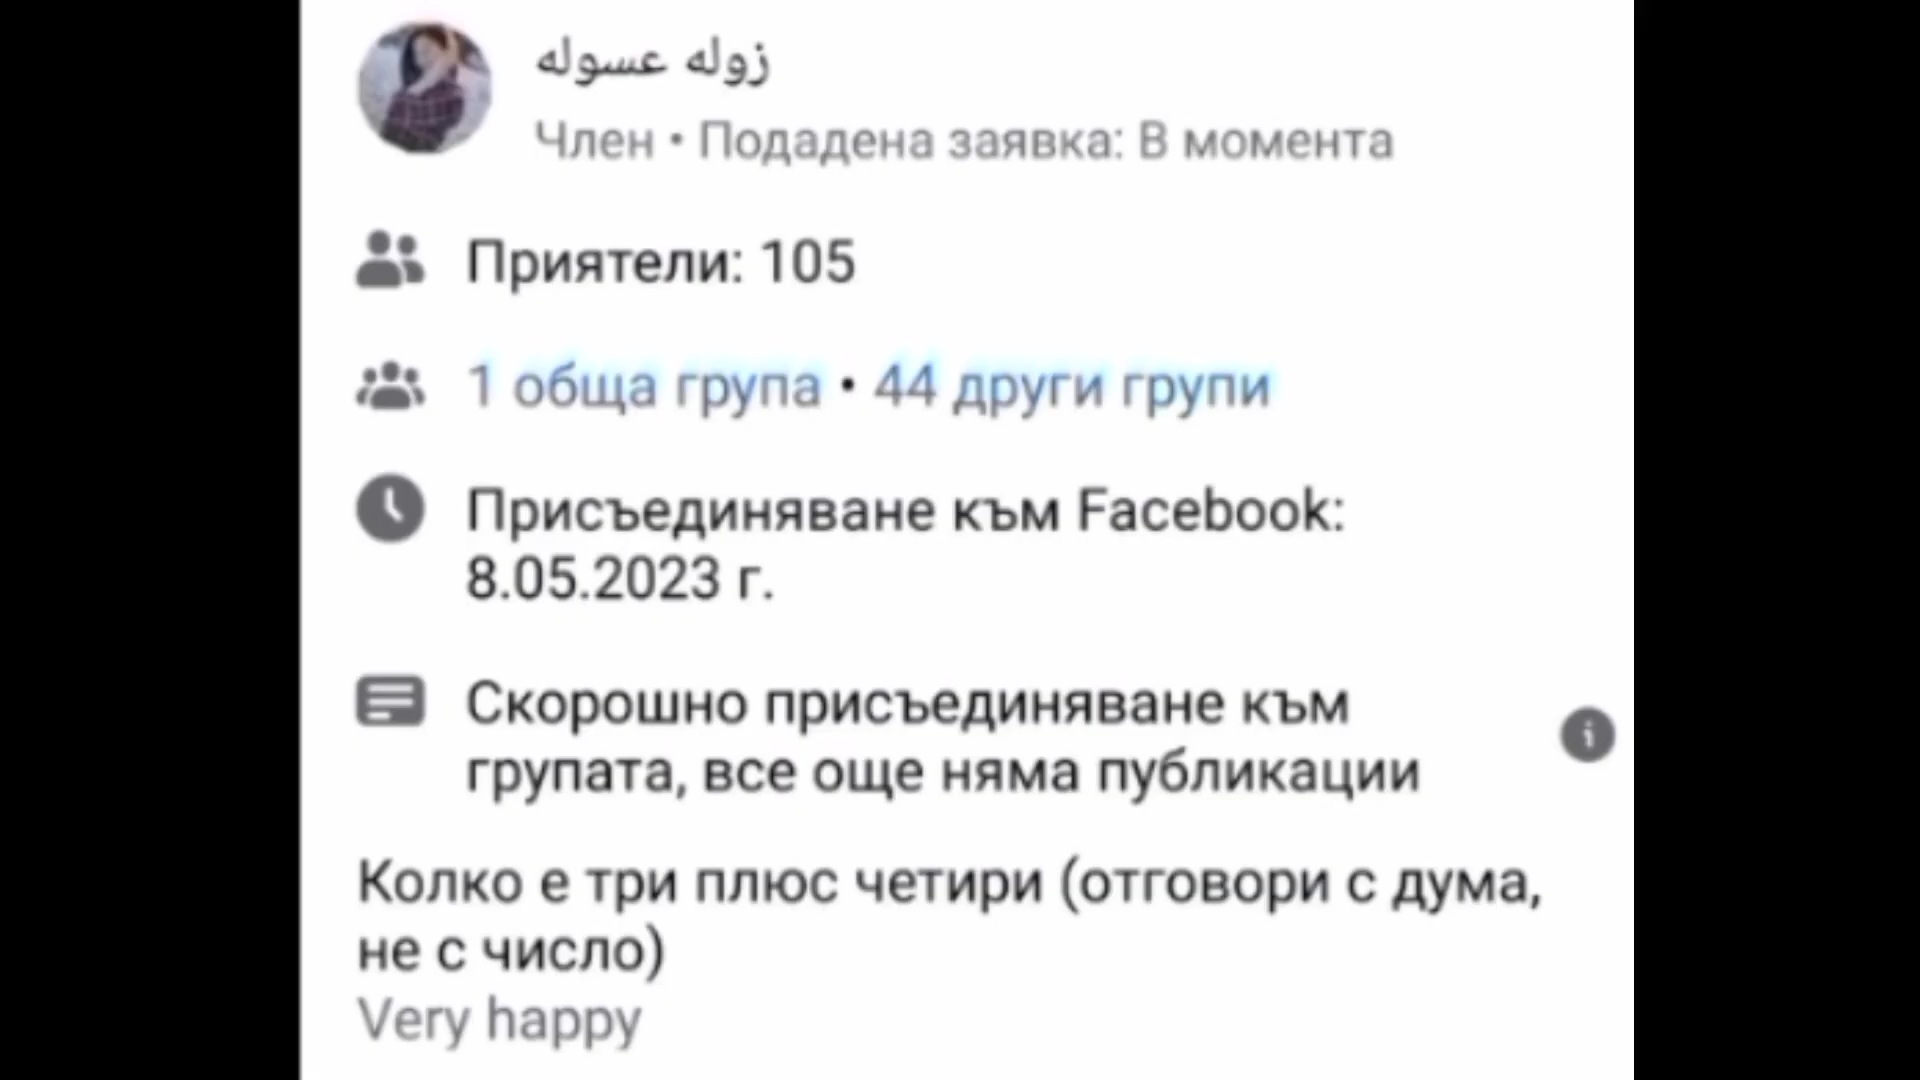 زوله عسوله
Член • Подадена заявка: В момента
Приятели: 105
1 обща група • 44 други групи
Присъединяване към Facebook:
8.05.2023 г.
Скорошно присъединяване към
групата, все още няма публикации
Колко е три плюс четири (отговори с дума,
не с число)
Very happy